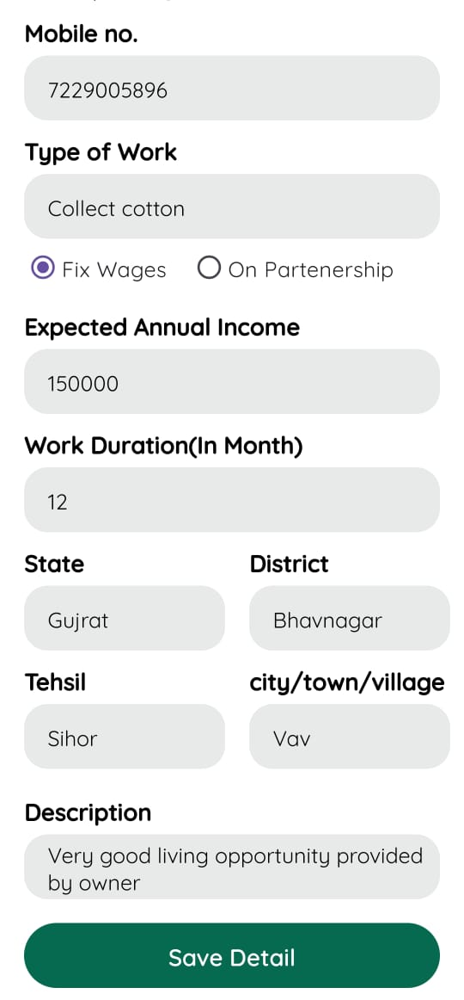 Mobile no.
7229005896
Type of Work
Collect cotton
Fix Wages
On Partenership
Expected Annual Income
150000
Work Duration(In Month)
12
State
District
Gujrat
Bhavnagar
Tehsil
city/town/village
Sihor
Vav
Description
Very good living opportunity provided
by owner
Save Detail